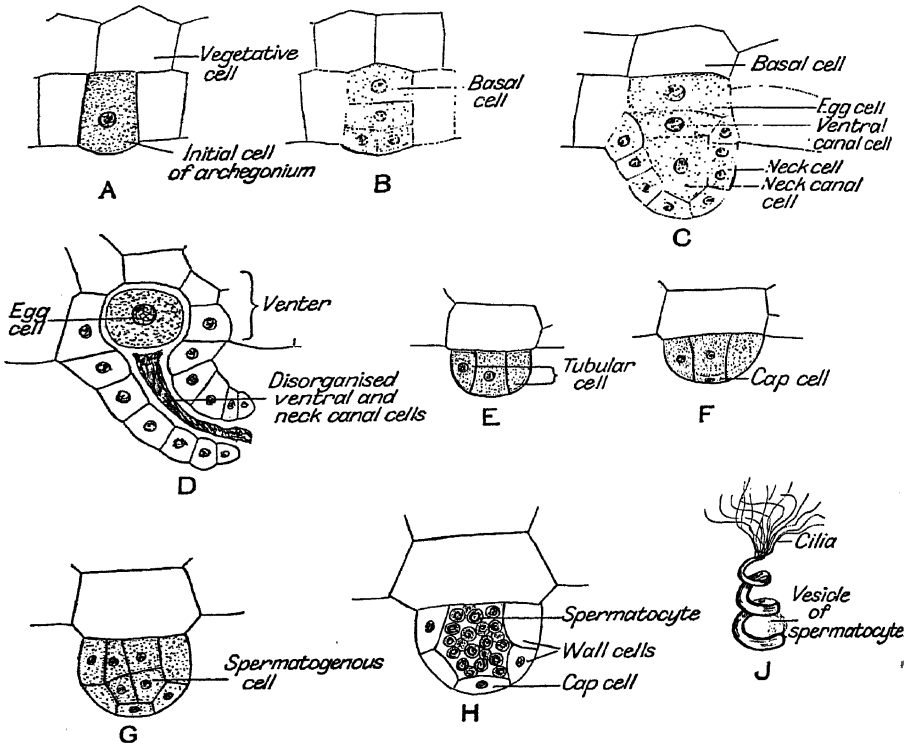 Vegetative
cell
Initial cell
of archegonium
A
Basal
cell
B
Basal cell
Egg cell
Ventral
canal cell
Neck cell
Neck canal
cell
C
Egg
cell
Venter
Disorganised
ventral and
neck canal cells
D
Tubular
cell
E
Cap cell
F
Spermatogenous
cell
G
Spermatocyte
Wall cells
Cap cell
H
Cilia
Vesicle
of
spermatocyte
J